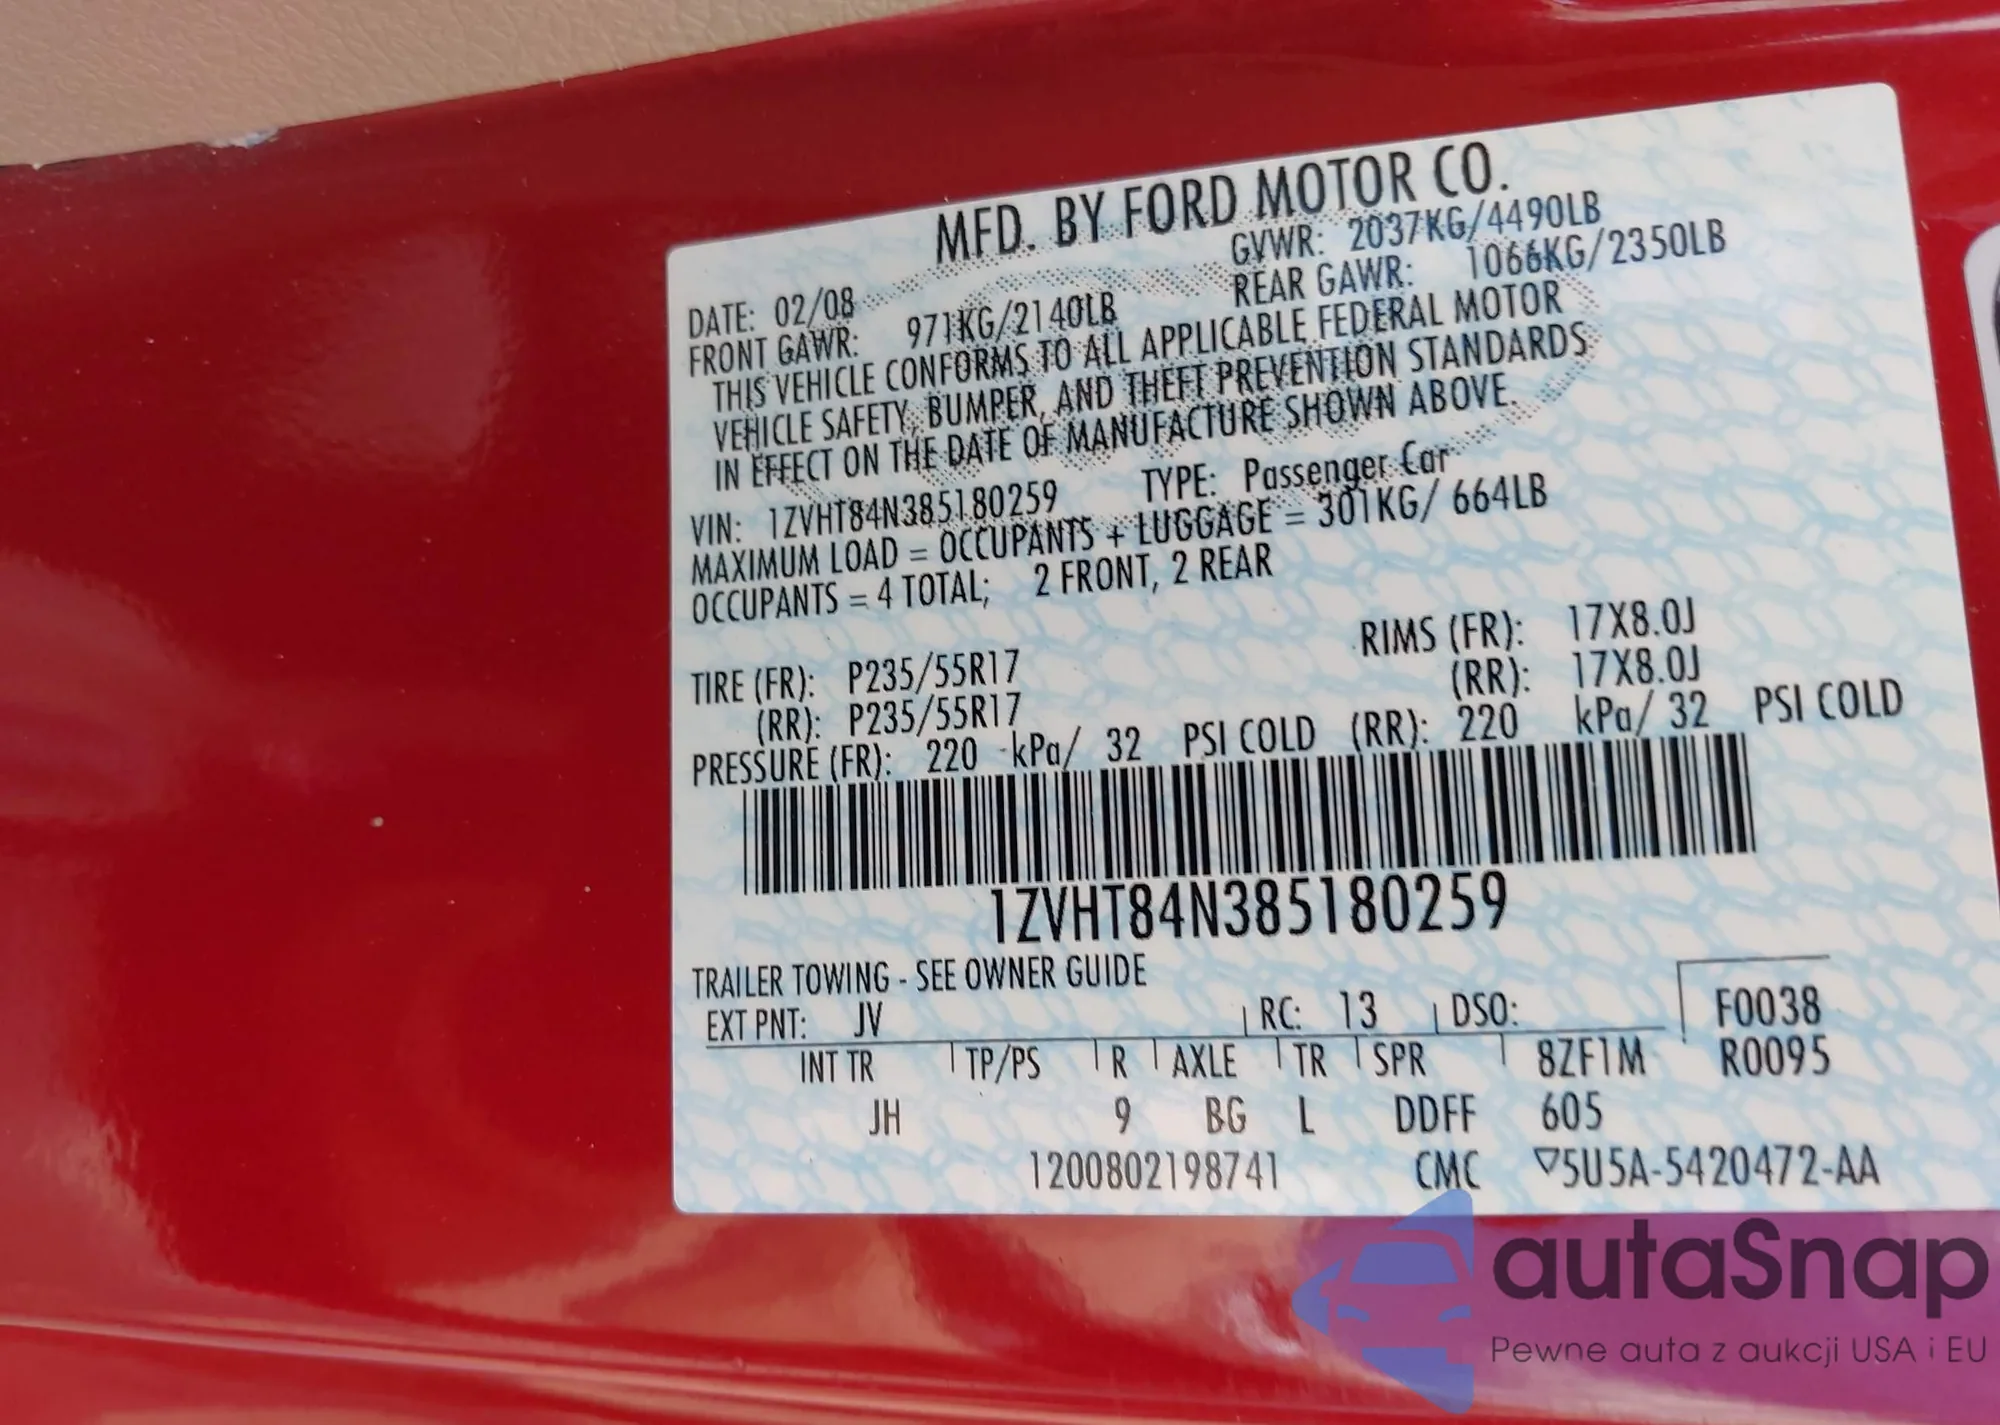 MFD. BY FORD MOTOR CO.
DATE: 02/08 GVWR: 2037KG/4490LB
FRONT GAWR: 971KG/2140LB REAR GAWR: 1066KG/2350LB
THIS VEHICLE CONFORMS TO ALL APPLICABLE FEDERAL MOTOR
VEHICLE SAFETY, BUMPER, AND THEFT PREVENTION STANDARDS
IN EFFECT ON THE DATE OF MANUFACTURE SHOWN ABOVE.
VIN: 1ZVHT84N385180259 TYPE: Passenger Car
MAXIMUM LOAD = OCCUPANTS + LUGGAGE = 301KG/ 664LB
OCCUPANTS = 4 TOTAL; 2 FRONT, 2 REAR
TIRE (FR): P235/55R17 RIMS (FR): 17X8.0J
(RR): P235/55R17 (RR): 17X8.0J
PRESSURE (FR): 220 kPa/ 32 PSI COLD (RR): 220 kPa/ 32 PSI COLD
1ZVHT84N385180259
TRAILER TOWING - SEE OWNER GUIDE
EXT PNT: JV RC: 13 DSO: F0038
INT TR TP/PS R AXLE TR SPR 8ZF1M R0095
JH 9 BG L DDFF 605
1200802198741 CMC ▽5U5A-5420472-AA
autaSnap
Pewne auta z aukcji USA i EU